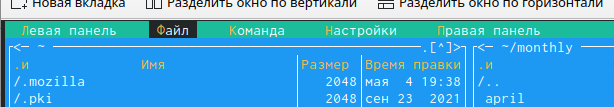 Новая вкладка Разделить окно по вертикали Разделить окно по горизонтали
Левая панель Файл Команда Настройки Правая панель
<─ ~ .[^]> <─ ~/monthly
.и Имя Размер Время правки .и
/.mozilla 2048 мая 4 19:38 /..
/.pki 2048 сен 23 2021 april